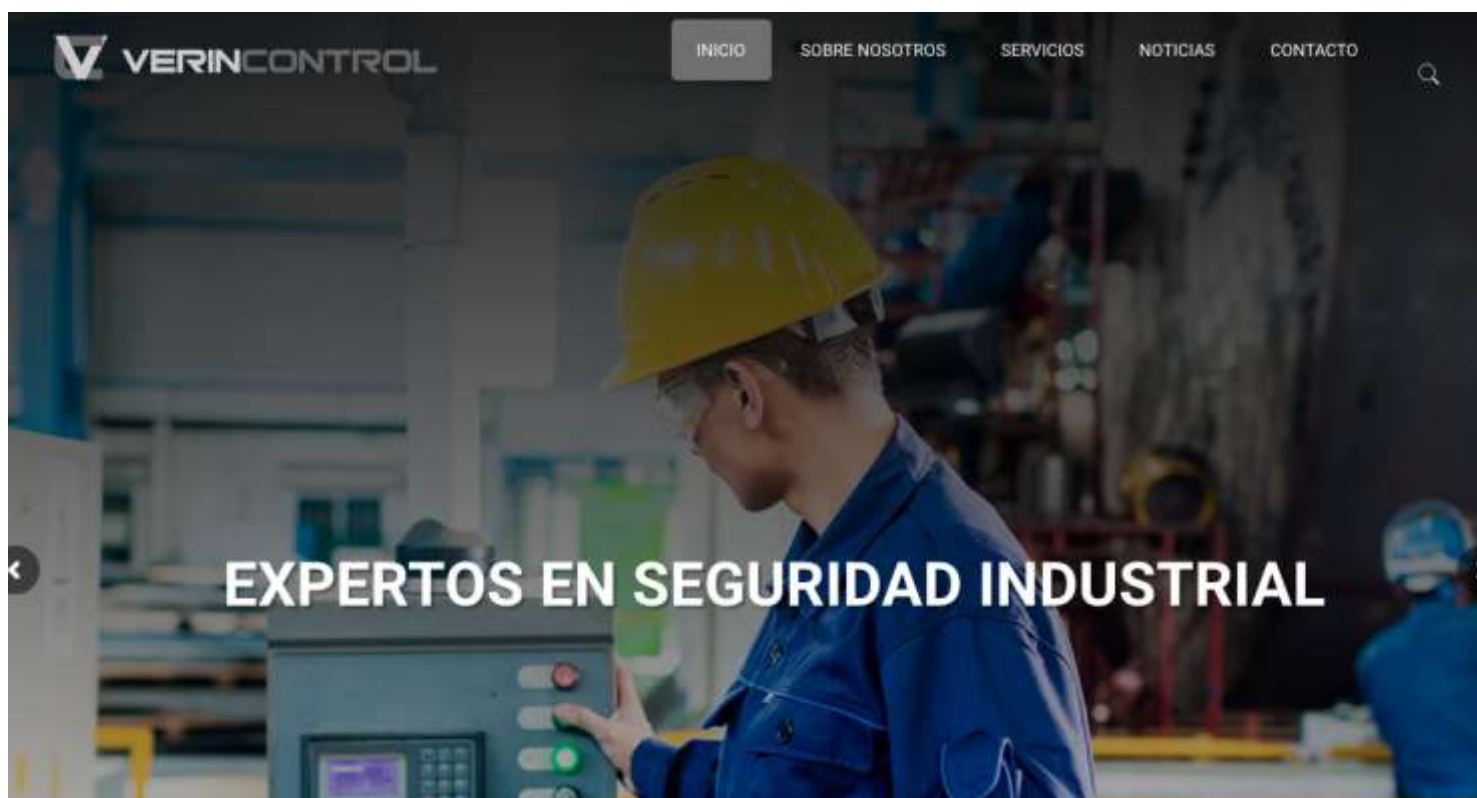 VERINCONTROL
INICIO
SOBRE NOSOTROS
SERVICIOS
NOTICIAS
CONTACTO
EXPERTOS EN SEGURIDAD INDUSTRIAL